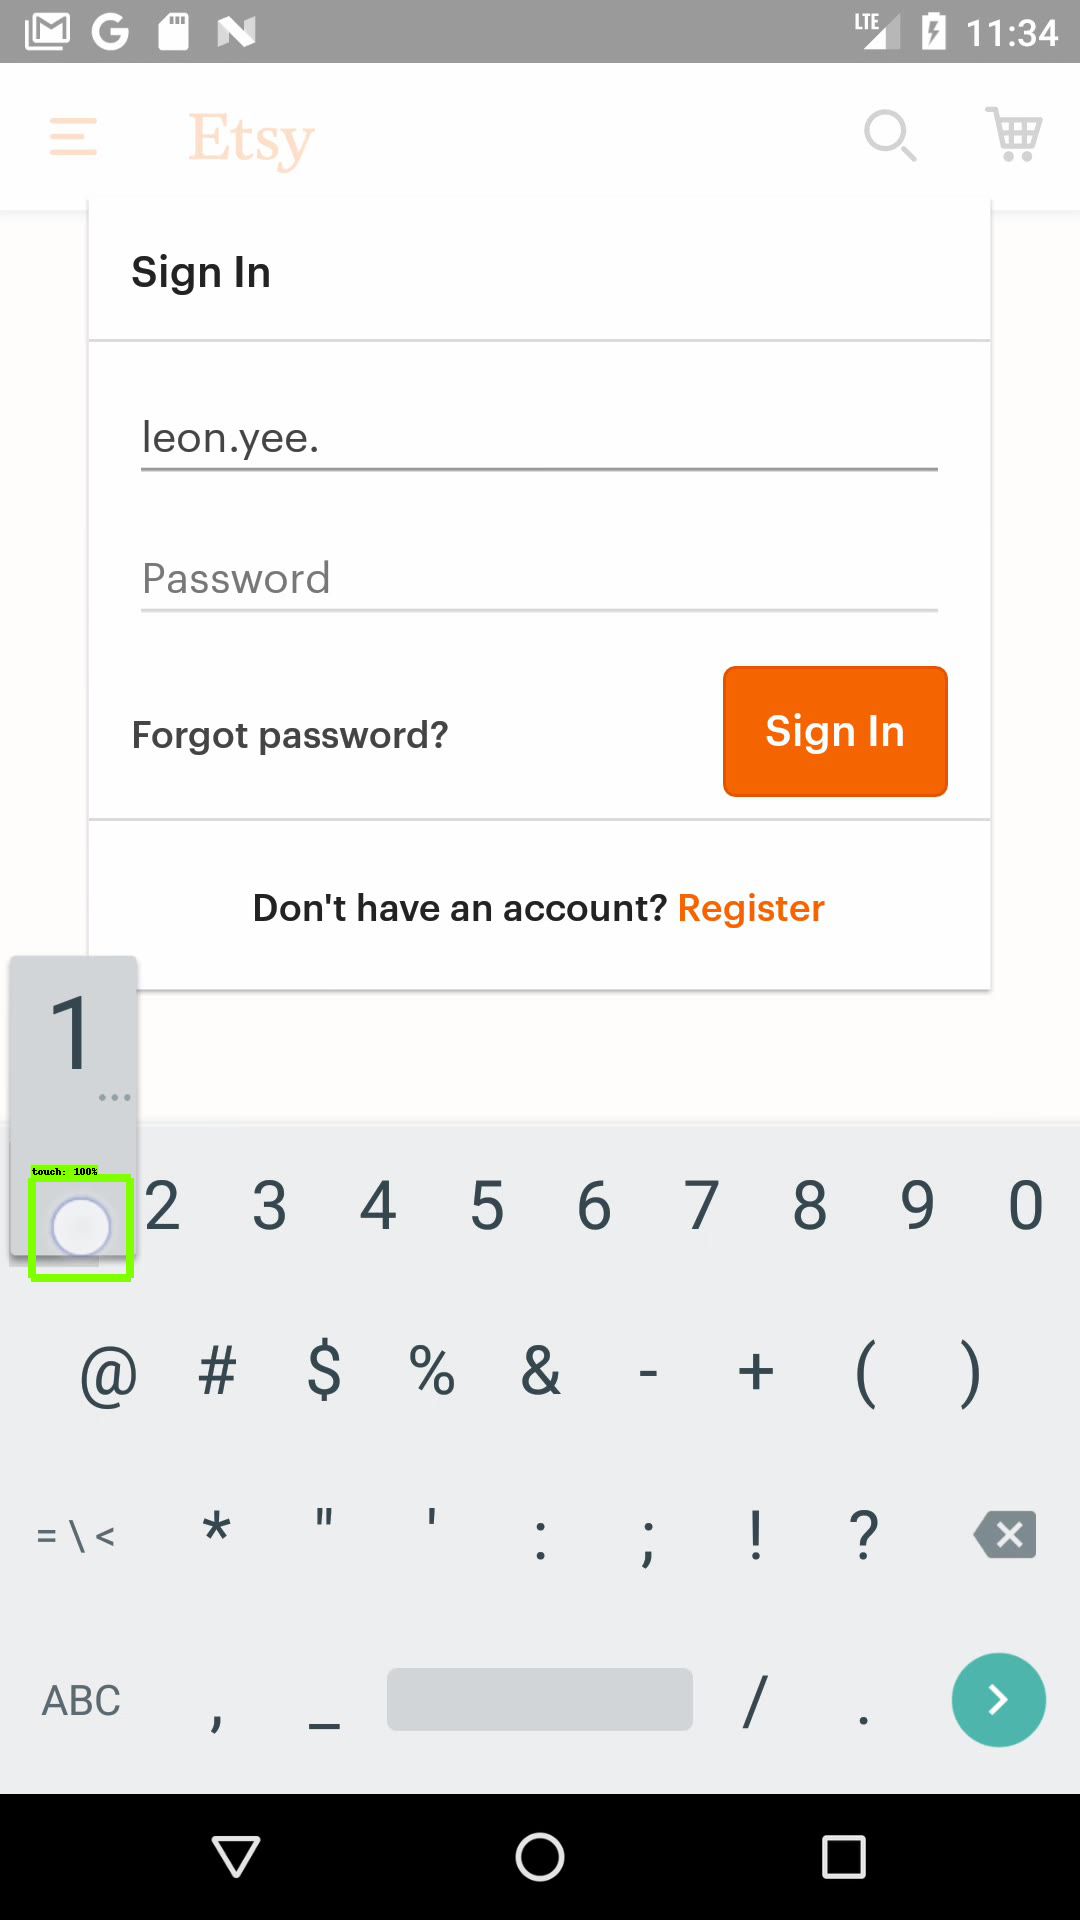 LTE 11:34
Etsy
Sign In
leon.yee.
Password
Forgot password? Sign In
Don't have an account? Register
1
...
touch: 100%
2 3 4 5 6 7 8 9 0
@ # $ % & - + ( )
= \ < * " ' : ; ! ?
ABC , _ / .